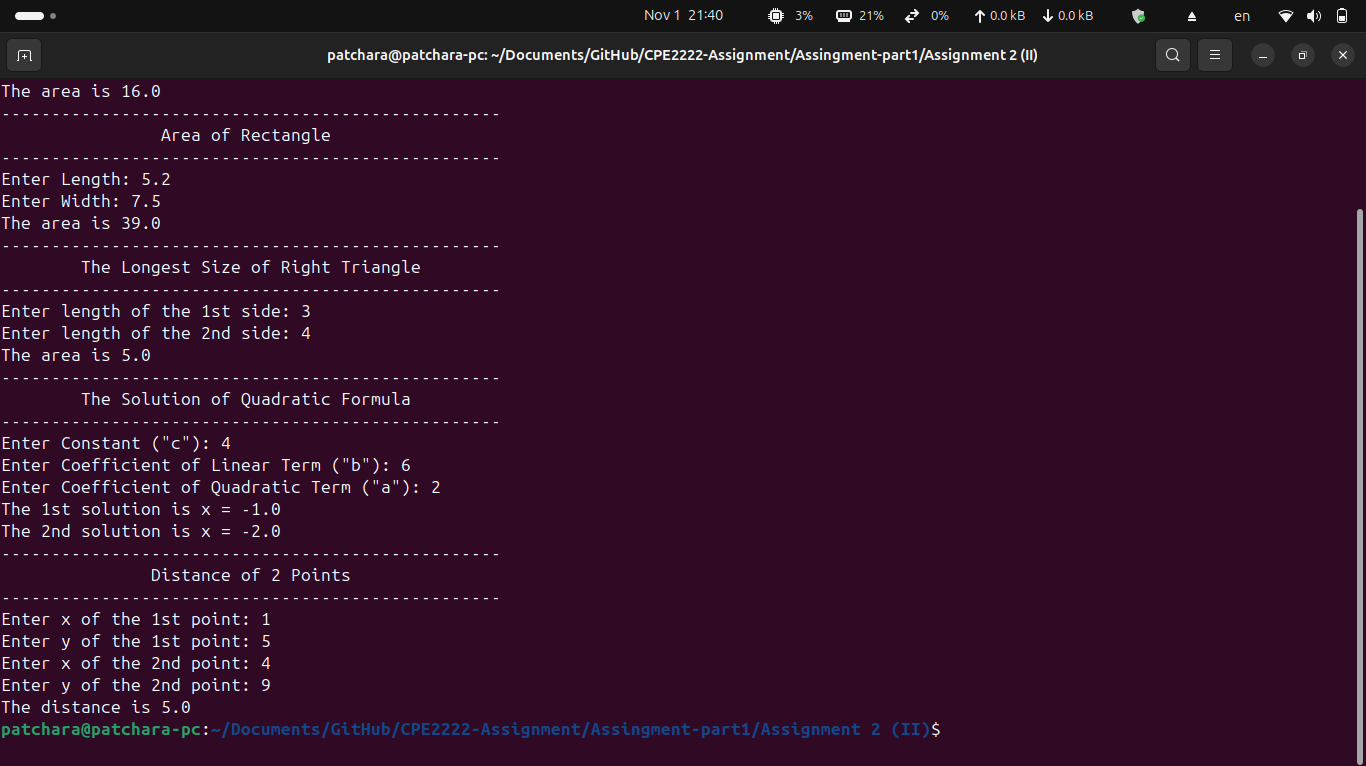 Nov 1 21:40 3% 21% 0% 0.0 kB 0.0 kB en
patchara@patchara-pc: ~/Documents/GitHub/CPE2222-Assignment/Assingment-part1/Assignment 2 (II)
The area is 16.0
--------------------------------------------------
Area of Rectangle
--------------------------------------------------
Enter Length: 5.2
Enter Width: 7.5
The area is 39.0
--------------------------------------------------
The Longest Size of Right Triangle
--------------------------------------------------
Enter length of the 1st side: 3
Enter length of the 2nd side: 4
The area is 5.0
--------------------------------------------------
The Solution of Quadratic Formula
--------------------------------------------------
Enter Constant ("c"): 4
Enter Coefficient of Linear Term ("b"): 6
Enter Coefficient of Quadratic Term ("a"): 2
The 1st solution is x = -1.0
The 2nd solution is x = -2.0
--------------------------------------------------
Distance of 2 Points
--------------------------------------------------
Enter x of the 1st point: 1
Enter y of the 1st point: 5
Enter x of the 2nd point: 4
Enter y of the 2nd point: 9
The distance is 5.0
patchara@patchara-pc:~/Documents/GitHub/CPE2222-Assignment/Assingment-part1/Assignment 2 (II)$